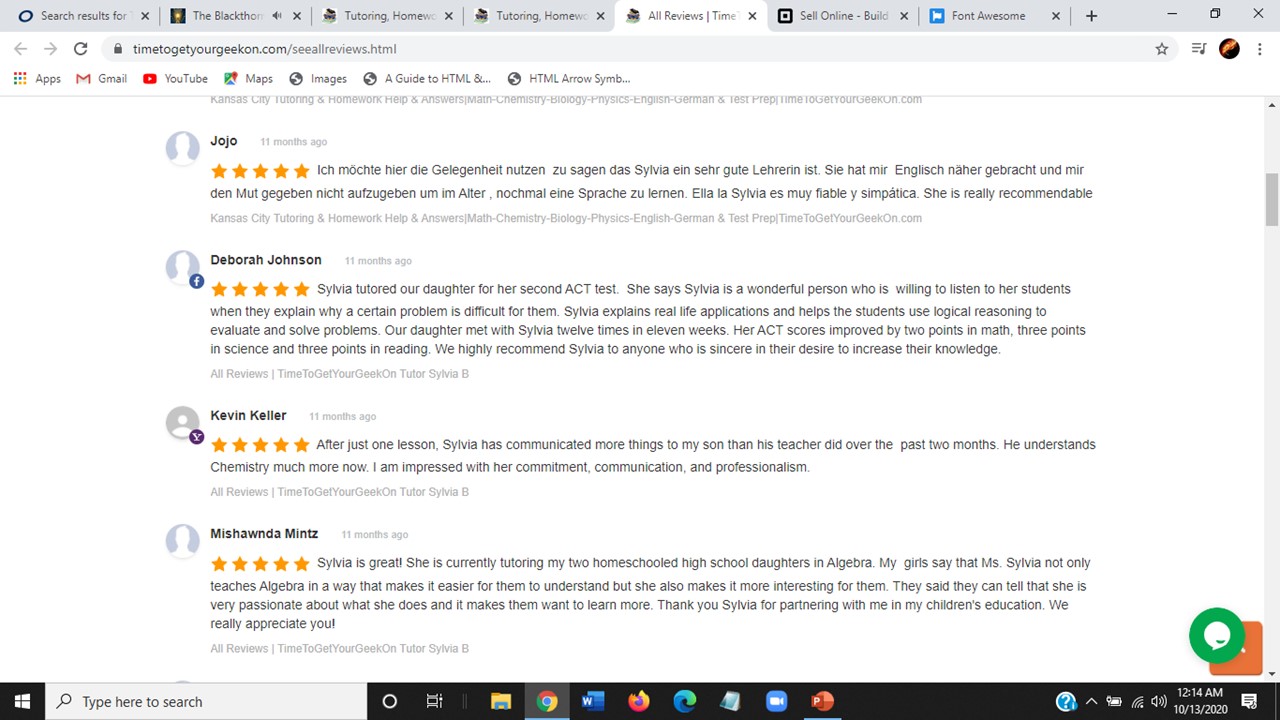 Search results for T
The Blackthorn
Tutoring, Homewo
Tutoring, Homewo
All Reviews | TimeT
Sell Online - Build
Font Awesome
timetogetyourgeekon.com/seeallreviews.html
Apps
Gmail
YouTube
Maps
Images
A Guide to HTML &...
HTML Arrow Symb...
Kansas City Tutoring & Homework Help & Answers|Math-Chemistry-Biology-Physics-English-German & Test Prep|TimeToGetYourGeekOn.com
Jojo 11 months ago
Ich möchte hier die Gelegenheit nutzen zu sagen das Sylvia ein sehr gute Lehrerin ist. Sie hat mir Englisch näher gebracht und mir
den Mut gegeben nicht aufzugeben um im Alter , nochmal eine Sprache zu lernen. Ella la Sylvia es muy fiable y simpática. She is really recommendable
Kansas City Tutoring & Homework Help & Answers|Math-Chemistry-Biology-Physics-English-German & Test Prep|TimeToGetYourGeekOn.com
Deborah Johnson 11 months ago
Sylvia tutored our daughter for her second ACT test. She says Sylvia is a wonderful person who is willing to listen to her students
when they explain why a certain problem is difficult for them. Sylvia explains real life applications and helps the students use logical reasoning to
evaluate and solve problems. Our daughter met with Sylvia twelve times in eleven weeks. Her ACT scores improved by two points in math, three points
in science and three points in reading. We highly recommend Sylvia to anyone who is sincere in their desire to increase their knowledge.
All Reviews | TimeToGetYourGeekOn Tutor Sylvia B
Kevin Keller 11 months ago
After just one lesson, Sylvia has communicated more things to my son than his teacher did over the past two months. He understands
Chemistry much more now. I am impressed with her commitment, communication, and professionalism.
All Reviews | TimeToGetYourGeekOn Tutor Sylvia B
Mishawnda Mintz 11 months ago
Sylvia is great! She is currently tutoring my two homeschooled high school daughters in Algebra. My girls say that Ms. Sylvia not only
teaches Algebra in a way that makes it easier for them to understand but she also makes it more interesting for them. They said they can tell that she is
very passionate about what she does and it makes them want to learn more. Thank you Sylvia for partnering with me in my children's education. We
really appreciate you!
All Reviews | TimeToGetYourGeekOn Tutor Sylvia B
Type here to search
12:14 AM
10/13/2020